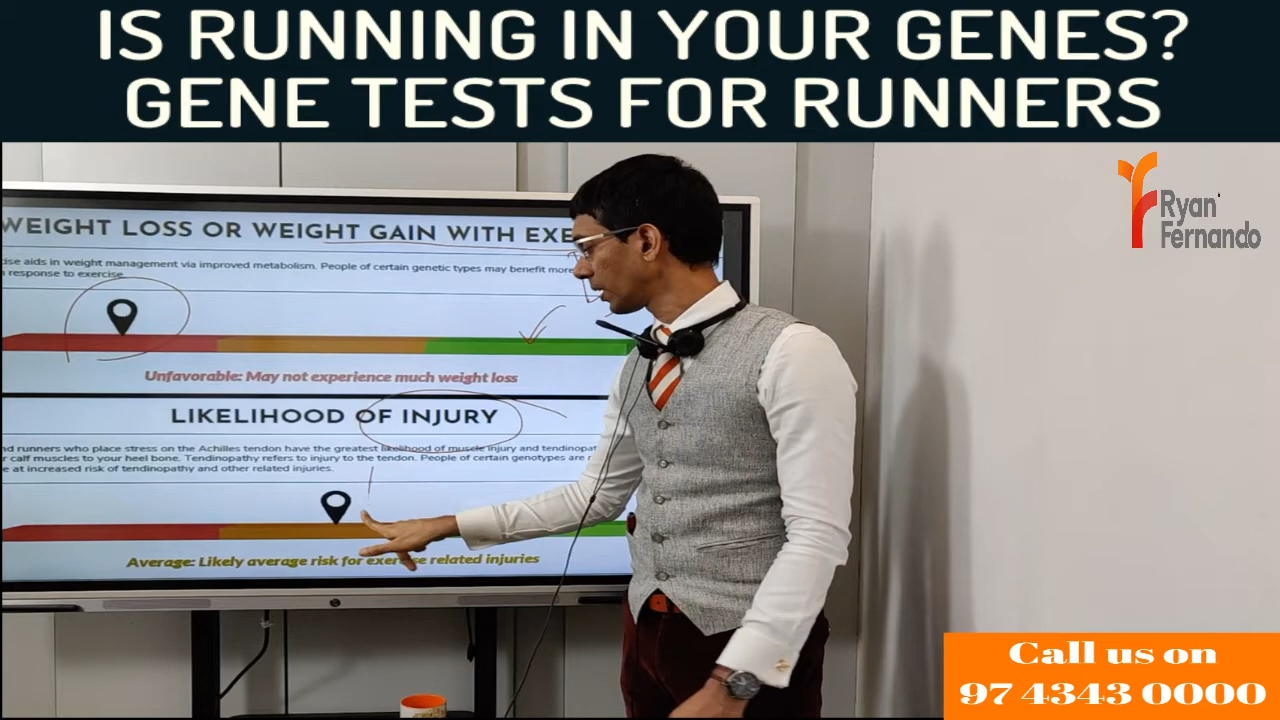 IS RUNNING IN YOUR GENES?
GENE TESTS FOR RUNNERS
Ryan
Fernando
WEIGHT LOSS OR WEIGHT GAIN WITH EXE
ise aids in weight management via improved metabolism. People of certain genetic types may benefit more
response to exercise.
Unfavorable: May not experience much weight loss
LIKELIHOOD OF INJURY
nd runners who place stress on the Achilles tendon have the greatest likelihood of muscle injury and tendinopat
r calf muscles to your heel bone. Tendinopathy refers to injury to the tendon. People of certain genotypes are
e at increased risk of tendinopathy and other related injuries.
Average: Likely average risk for exercise related injuries
Call us on
97 4343 0000